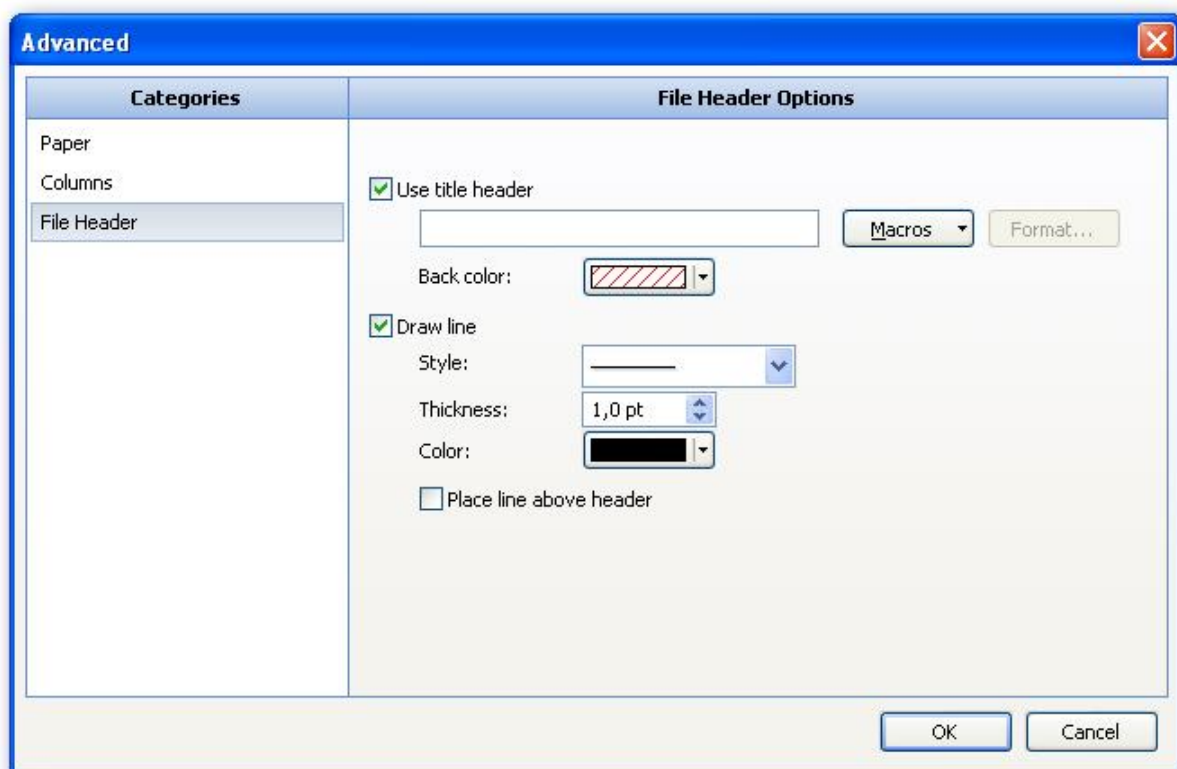 Advanced
Categories
File Header Options
Paper
Columns
File Header
Use title header
Macros
Format...
Back color:
Draw line
Style:
Thickness:
1,0 pt
Color:
Place line above header
OK
Cancel